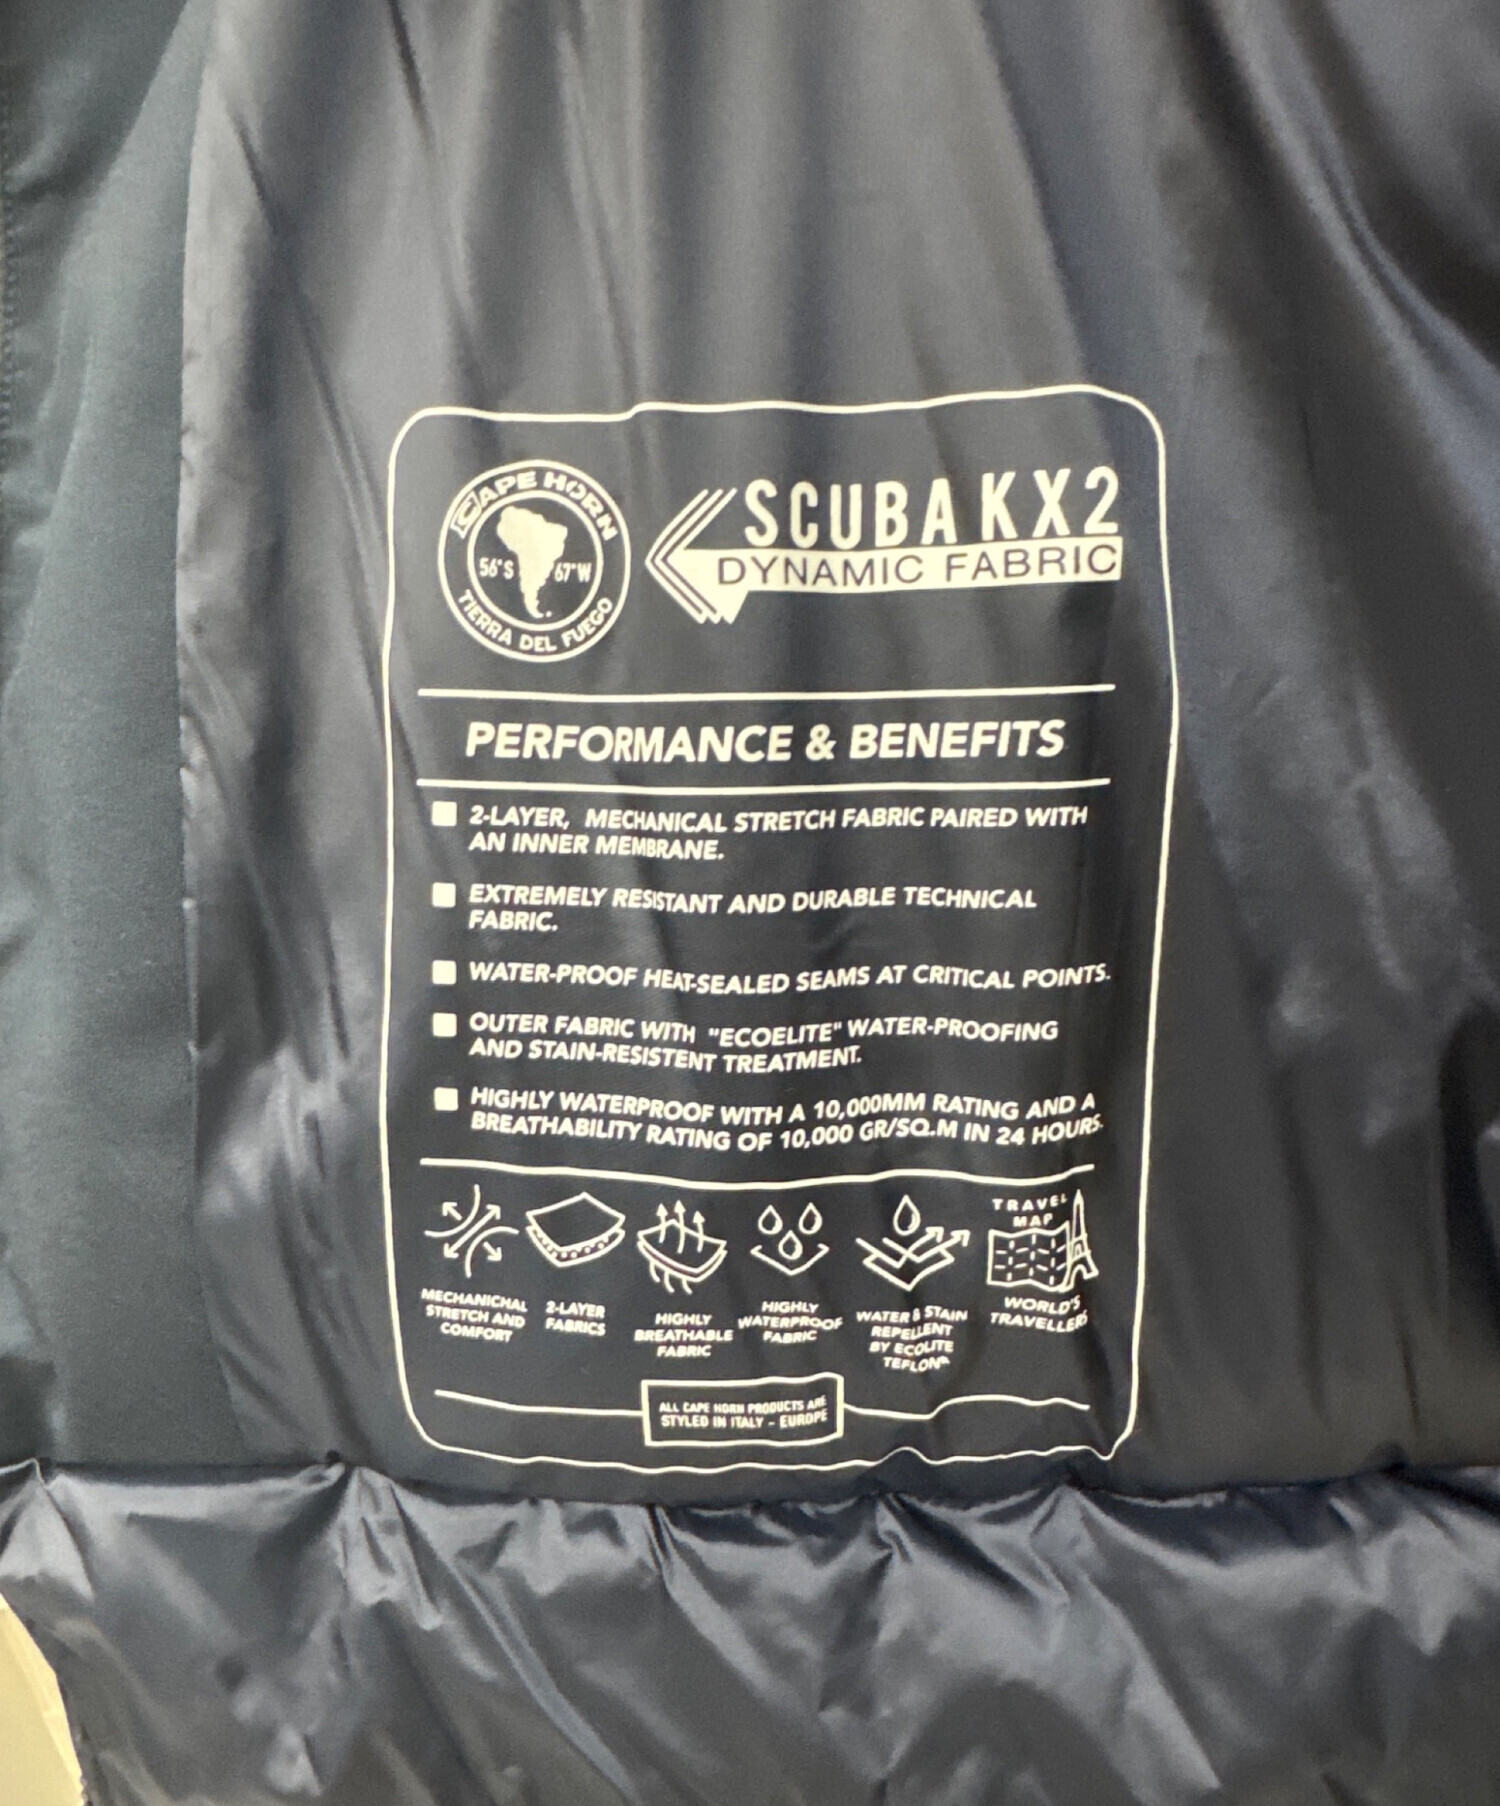 CAPE HORN
56°S 67°W
TIERRA DEL FUEGO
SCUBA KX2
DYNAMIC FABRIC
PERFORMANCE & BENEFITS
2-LAYER, MECHANICAL STRETCH FABRIC PAIRED WITH
AN INNER MEMBRANE.
EXTREMELY RESISTANT AND DURABLE TECHNICAL
FABRIC.
WATER-PROOF HEAT-SEALED SEAMS AT CRITICAL POINTS.
OUTER FABRIC WITH "ECOELITE" WATER-PROOFING
AND STAIN-RESISTENT TREATMENT.
HIGHLY WATERPROOF WITH A 10,000MM RATING AND A
BREATHABILITY RATING OF 10,000 GR/SQ.M IN 24 HOURS.
MECHANICHAL
STRETCH AND
COMFORT
2-LAYER
FABRICS
HIGHLY
BREATHABLE
FABRIC
HIGHLY
WATERPROOF
FABRIC
WATER & STAIN
REPELLENT
BY ECOLITE
TEFLON™
TRAVEL
MAP
WORLD'S
TRAVELLERS
ALL CAPE HORN PRODUCTS ARE
STYLED IN ITALY - EUROPE